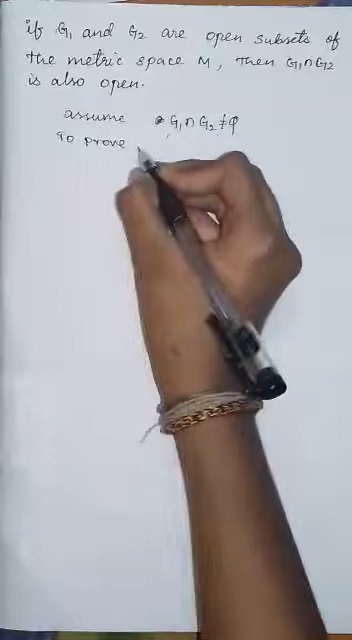 if G₁ and G₂ are open subsets of
the metric space M, then G₁∩G₂
is also open.
assume G₁∩G₂≠φ
To prove